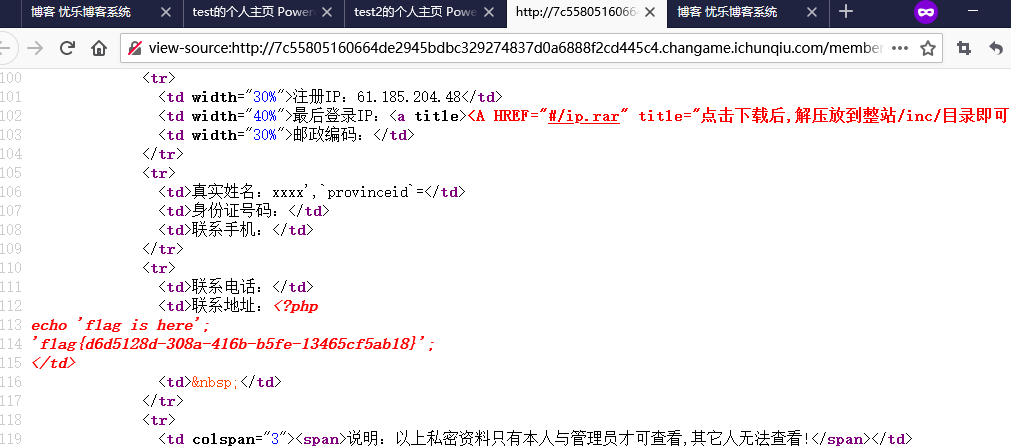 博客 优乐博客系统
test的个人主页 Powere
test2的个人主页 Powe
http://7c5580516066
博客 优乐博客系统
view-source:http://7c55805160664de2945bdbc329274837d0a6888f2cd445c4.changame.ichunqiu.com/member
100 <tr>
101 <td width="30%">注册IP：61.185.204.48</td>
102 <td width="40%">最后登录IP：<a title><A HREF="#/ip.rar" title="点击下载后,解压放到整站/inc/目录即可
103 <td width="30%">邮政编码：</td>
104 </tr>
105 <tr>
106 <td>真实姓名：xxxx',`provinceid`=</td>
107 <td>身份证号码：</td>
108 <td>联系手机：</td>
109 </tr>
110 <tr>
111 <td>联系电话：</td>
112 <td>联系地址：<?php
113 echo 'flag is here';
114 'flag{d6d5128d-308a-416b-b5fe-13465cf5ab18}';
115 </td>
116 <td>&nbsp;</td>
117 </tr>
118 <tr>
119 <td colspan="3"><span>说明：以上私密资料只有本人与管理员才可查看,其它人无法查看!</span></td>